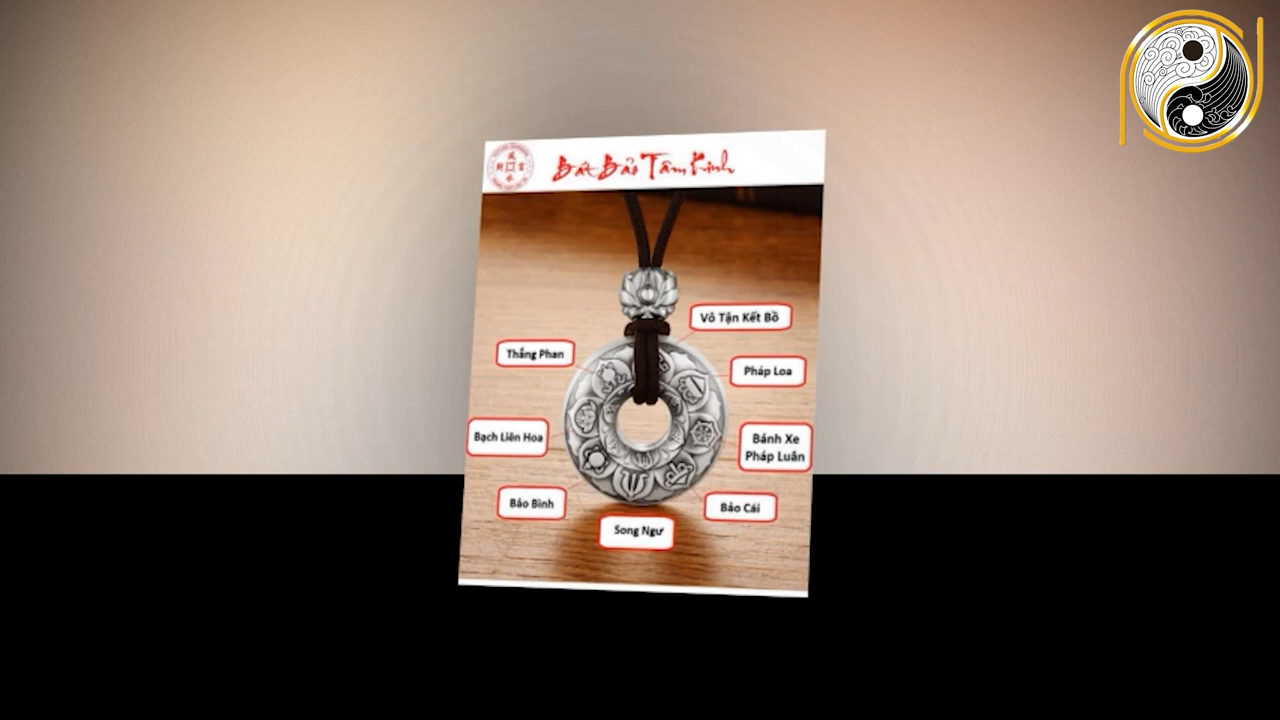 Bát Bảo Tâm Kinh
Vô Tận Kết Bồ
Thắng Phan
Pháp Loa
Bạch Liên Hoa
Bánh Xe
Pháp Luân
Bảo Bình
Bảo Cái
Song Ngư